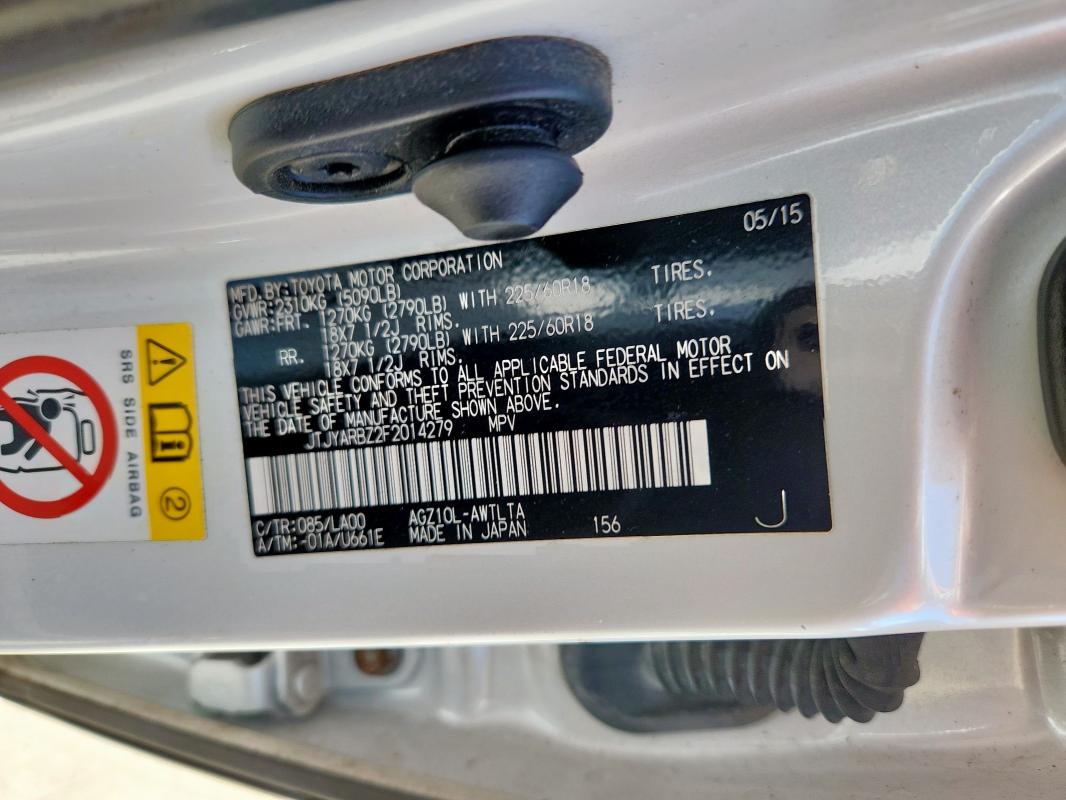 05/15
MFD. BY: TOYOTA MOTOR CORPORATION
GVWR: 2310KG (5090LB)
GAWR: FRT. 1270KG (2790LB) WITH 225/60R18 TIRES.
18X7 1/2J RIMS.
RR. 1270KG (2790LB) WITH 225/60R18 TIRES.
18X7 1/2J RIMS.
THIS VEHICLE CONFORMS TO ALL APPLICABLE FEDERAL MOTOR
VEHICLE SAFETY AND THEFT PREVENTION STANDARDS IN EFFECT ON
THE DATE OF MANUFACTURE SHOWN ABOVE.
JTJYARBZ2F2014279 MPV
C/TR: 085/LA00 AGZ10L-AWTLTA
A/TM: -01A/U661E MADE IN JAPAN 156 J
SRS SIDE AIRBAG
2